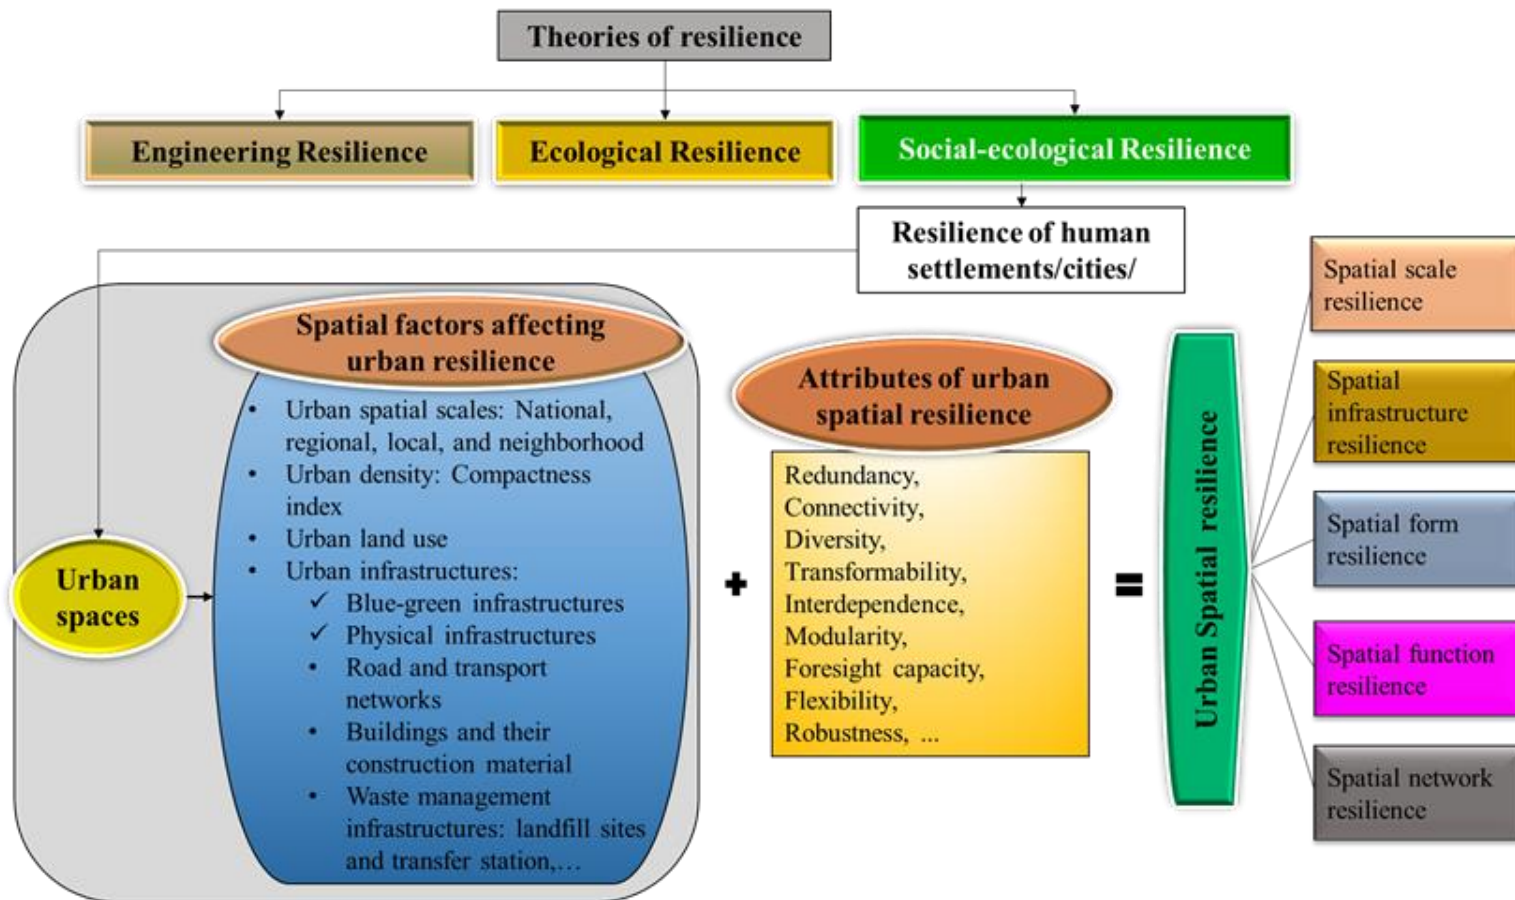 Theories of resilience
Engineering Resilience
Ecological Resilience
Social-ecological Resilience
Resilience of human
settlements/cities/
Urban
spaces
Spatial factors affecting
urban resilience
• Urban spatial scales: National,
regional, local, and neighborhood
• Urban density: Compactness
index
• Urban land use
• Urban infrastructures:
✓ Blue-green infrastructures
✓ Physical infrastructures
• Road and transport
networks
• Buildings and their
construction material
• Waste management
infrastructures: landfill sites
and transfer station,…
+
Attributes of urban
spatial resilience
Redundancy,
Connectivity,
Diversity,
Transformability,
Interdependence,
Modularity,
Foresight capacity,
Flexibility,
Robustness, ...
=
Urban Spatial resilience
Spatial scale
resilience
Spatial
infrastructure
resilience
Spatial form
resilience
Spatial function
resilience
Spatial network
resilience